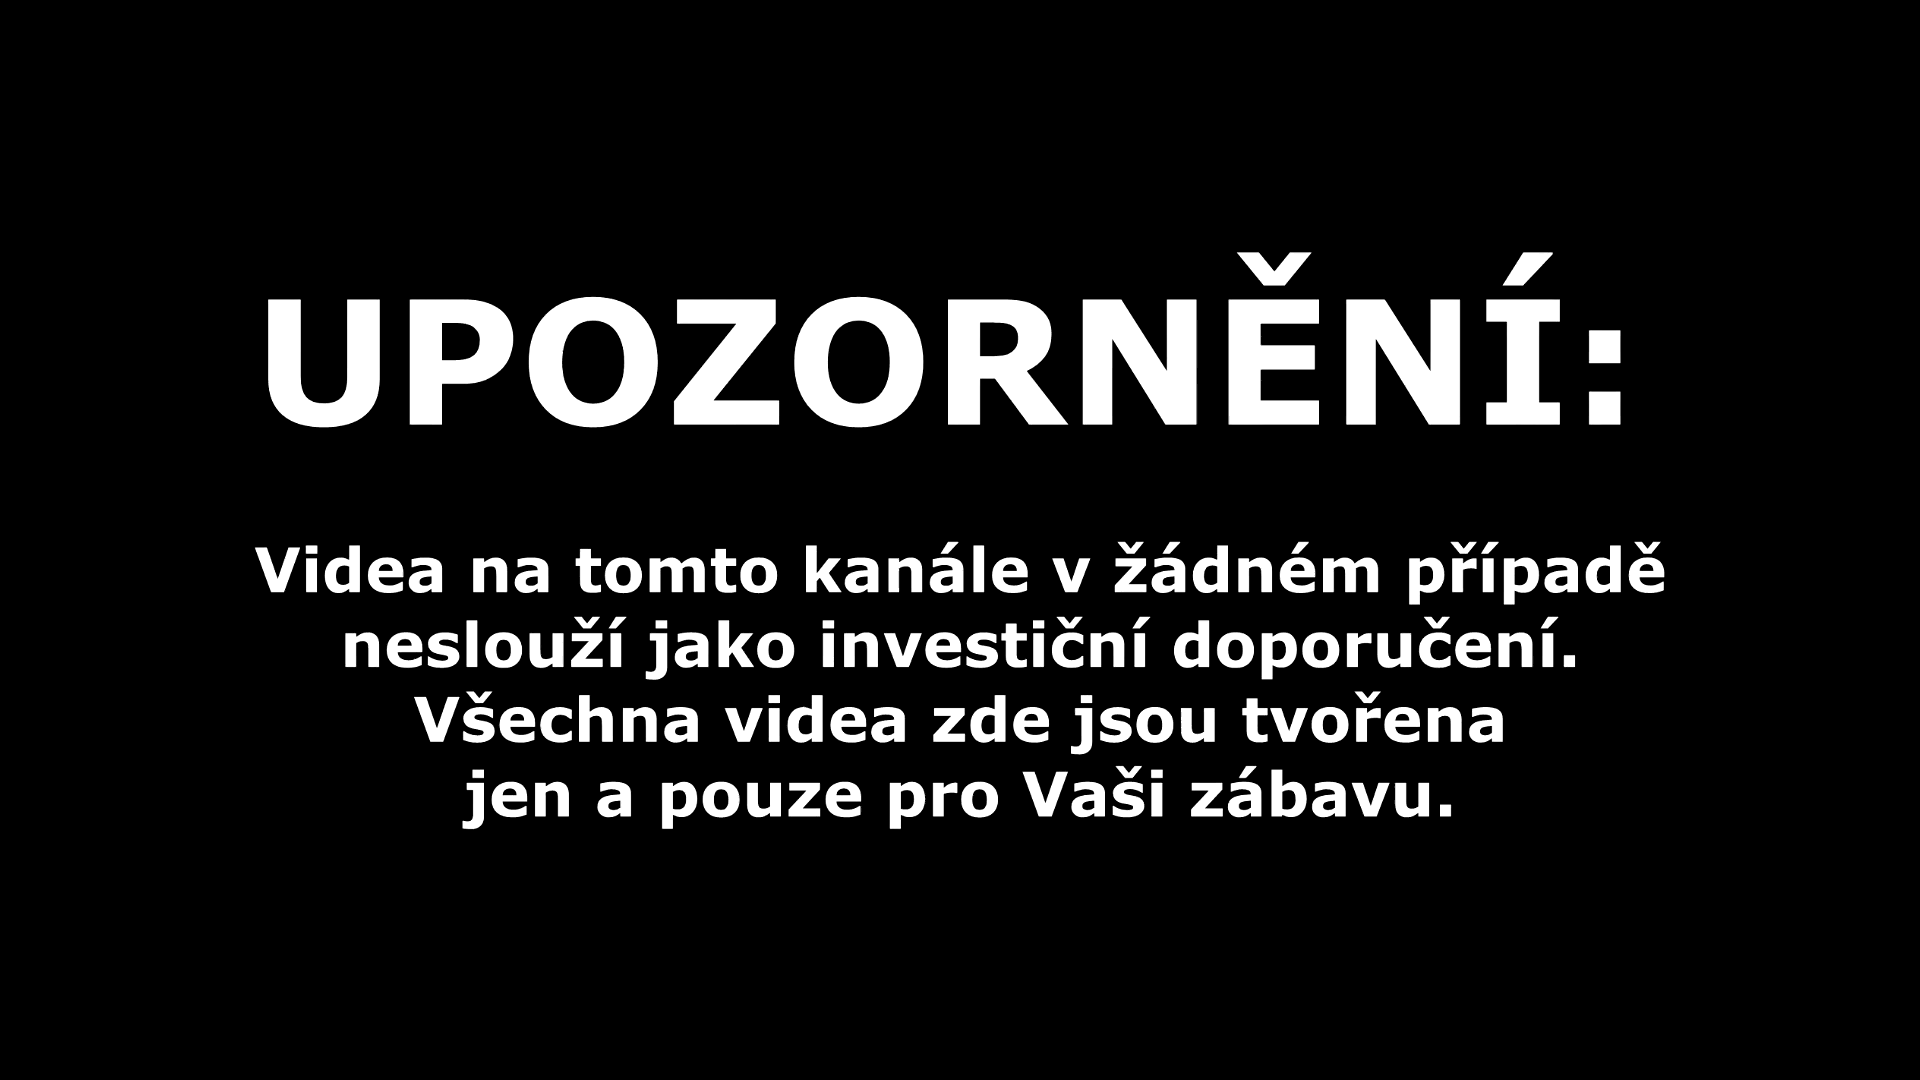 UPOZORNĚNÍ:
Videa na tomto kanále v žádném případě
neslouží jako investiční doporučení.
Všechna videa zde jsou tvořena
jen a pouze pro Vaši zábavu.